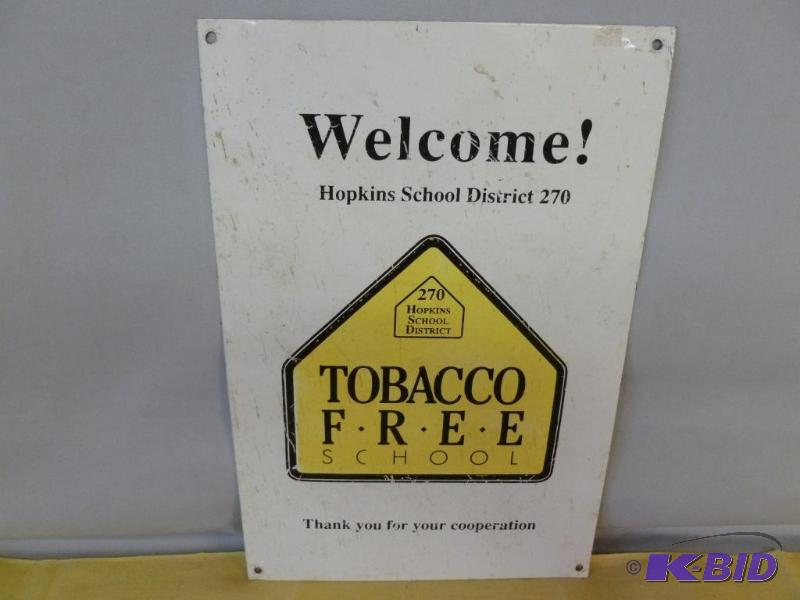 Welcome!
Hopkins School District 270
270
HOPKINS
SCHOOL
DISTRICT
TOBACCO
F·R·E·E
SCHOOL
Thank you for your cooperation
© K-BID